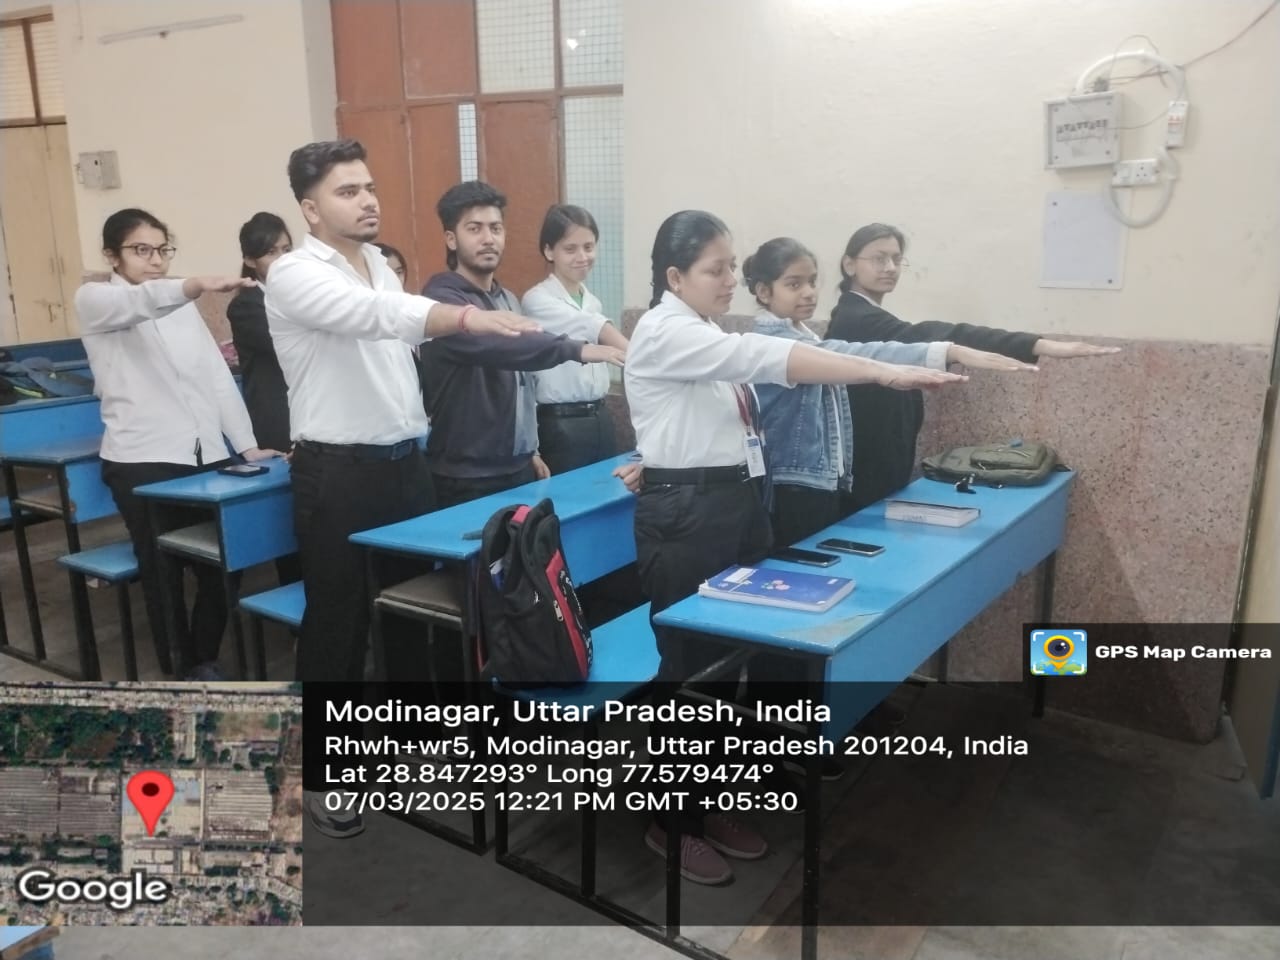 GPS Map Camera
Modinagar, Uttar Pradesh, India
Rhwh+wr5, Modinagar, Uttar Pradesh 201204, India
Lat 28.847293° Long 77.579474°
07/03/2025 12:21 PM GMT +05:30
Google